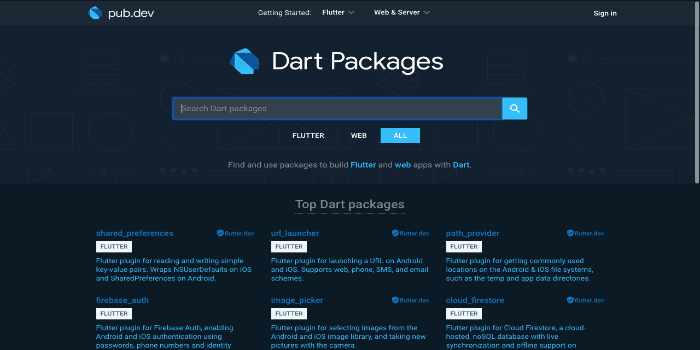 pub.dev Getting Started: Flutter Web & Server Sign in
Dart Packages
Search Dart packages
FLUTTER WEB ALL
Find and use packages to build Flutter and web apps with Dart.
Top Dart packages
shared_preferences flutter.dev
FLUTTER
Flutter plugin for reading and writing simple
key-value pairs. Wraps NSUserDefaults on iOS
and SharedPreferences on Android.
url_launcher flutter.dev
FLUTTER
Flutter plugin for launching a URL on Android
and iOS. Supports web, phone, SMS, and email
schemes.
path_provider flutter.dev
FLUTTER
Flutter plugin for getting commonly used
locations on the Android & iOS file systems,
such as the temp and app data directories.
firebase_auth flutter.dev
FLUTTER
Flutter plugin for Firebase Auth, enabling
Android and iOS authentication using
passwords, phone numbers and identity
image_picker flutter.dev
FLUTTER
Flutter plugin for selecting images from the
Android and iOS image library, and taking new
pictures with the camera.
cloud_firestore flutter.dev
FLUTTER
Flutter plugin for Cloud Firestore, a cloud-
hosted, noSQL database with live
synchronization and offline support on